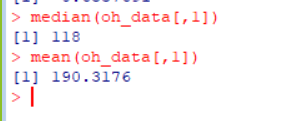 > median(oh_data[,1])
[1] 118
> mean(oh_data[,1])
[1] 190.3176
>